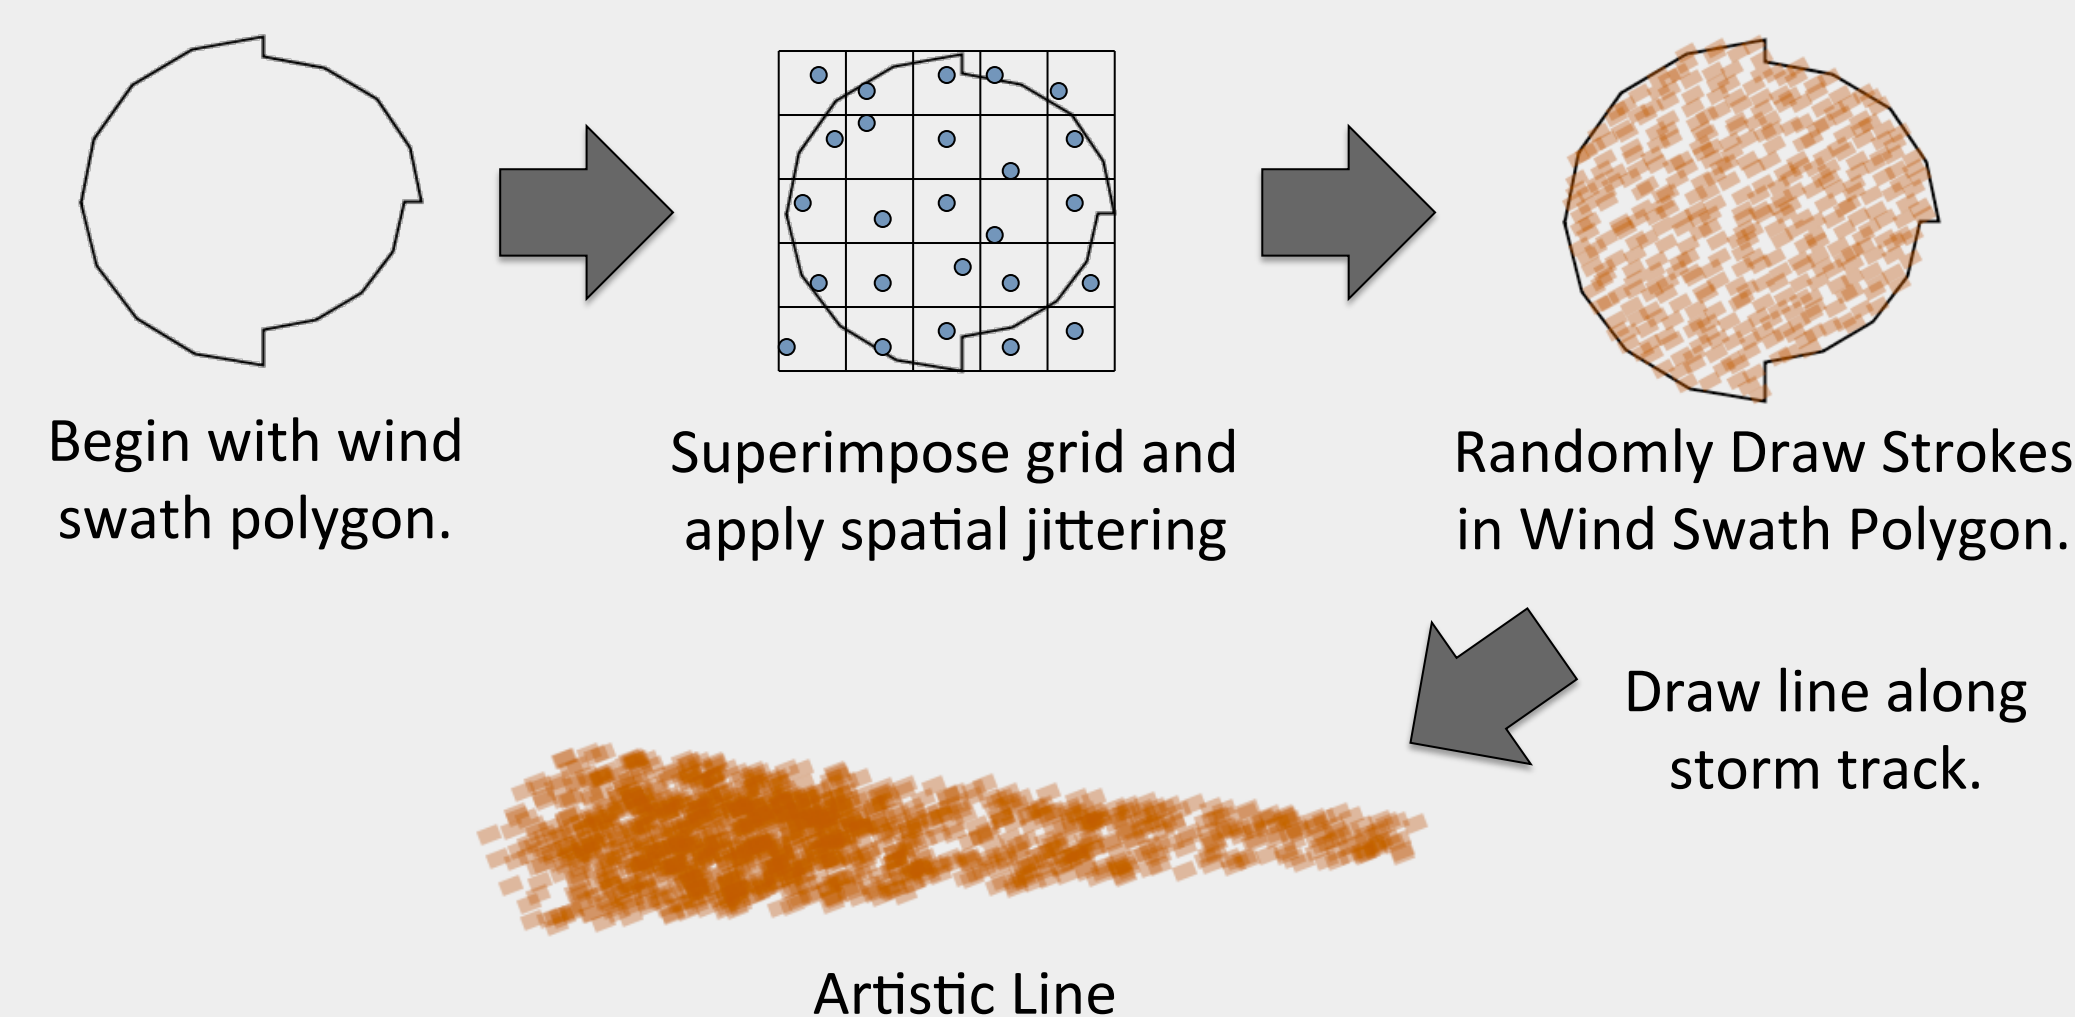 Begin with wind
swath polygon.
Superimpose grid and
apply spatial jittering
Randomly Draw Strokes
in Wind Swath Polygon.
Draw line along
storm track.
Artistic Line